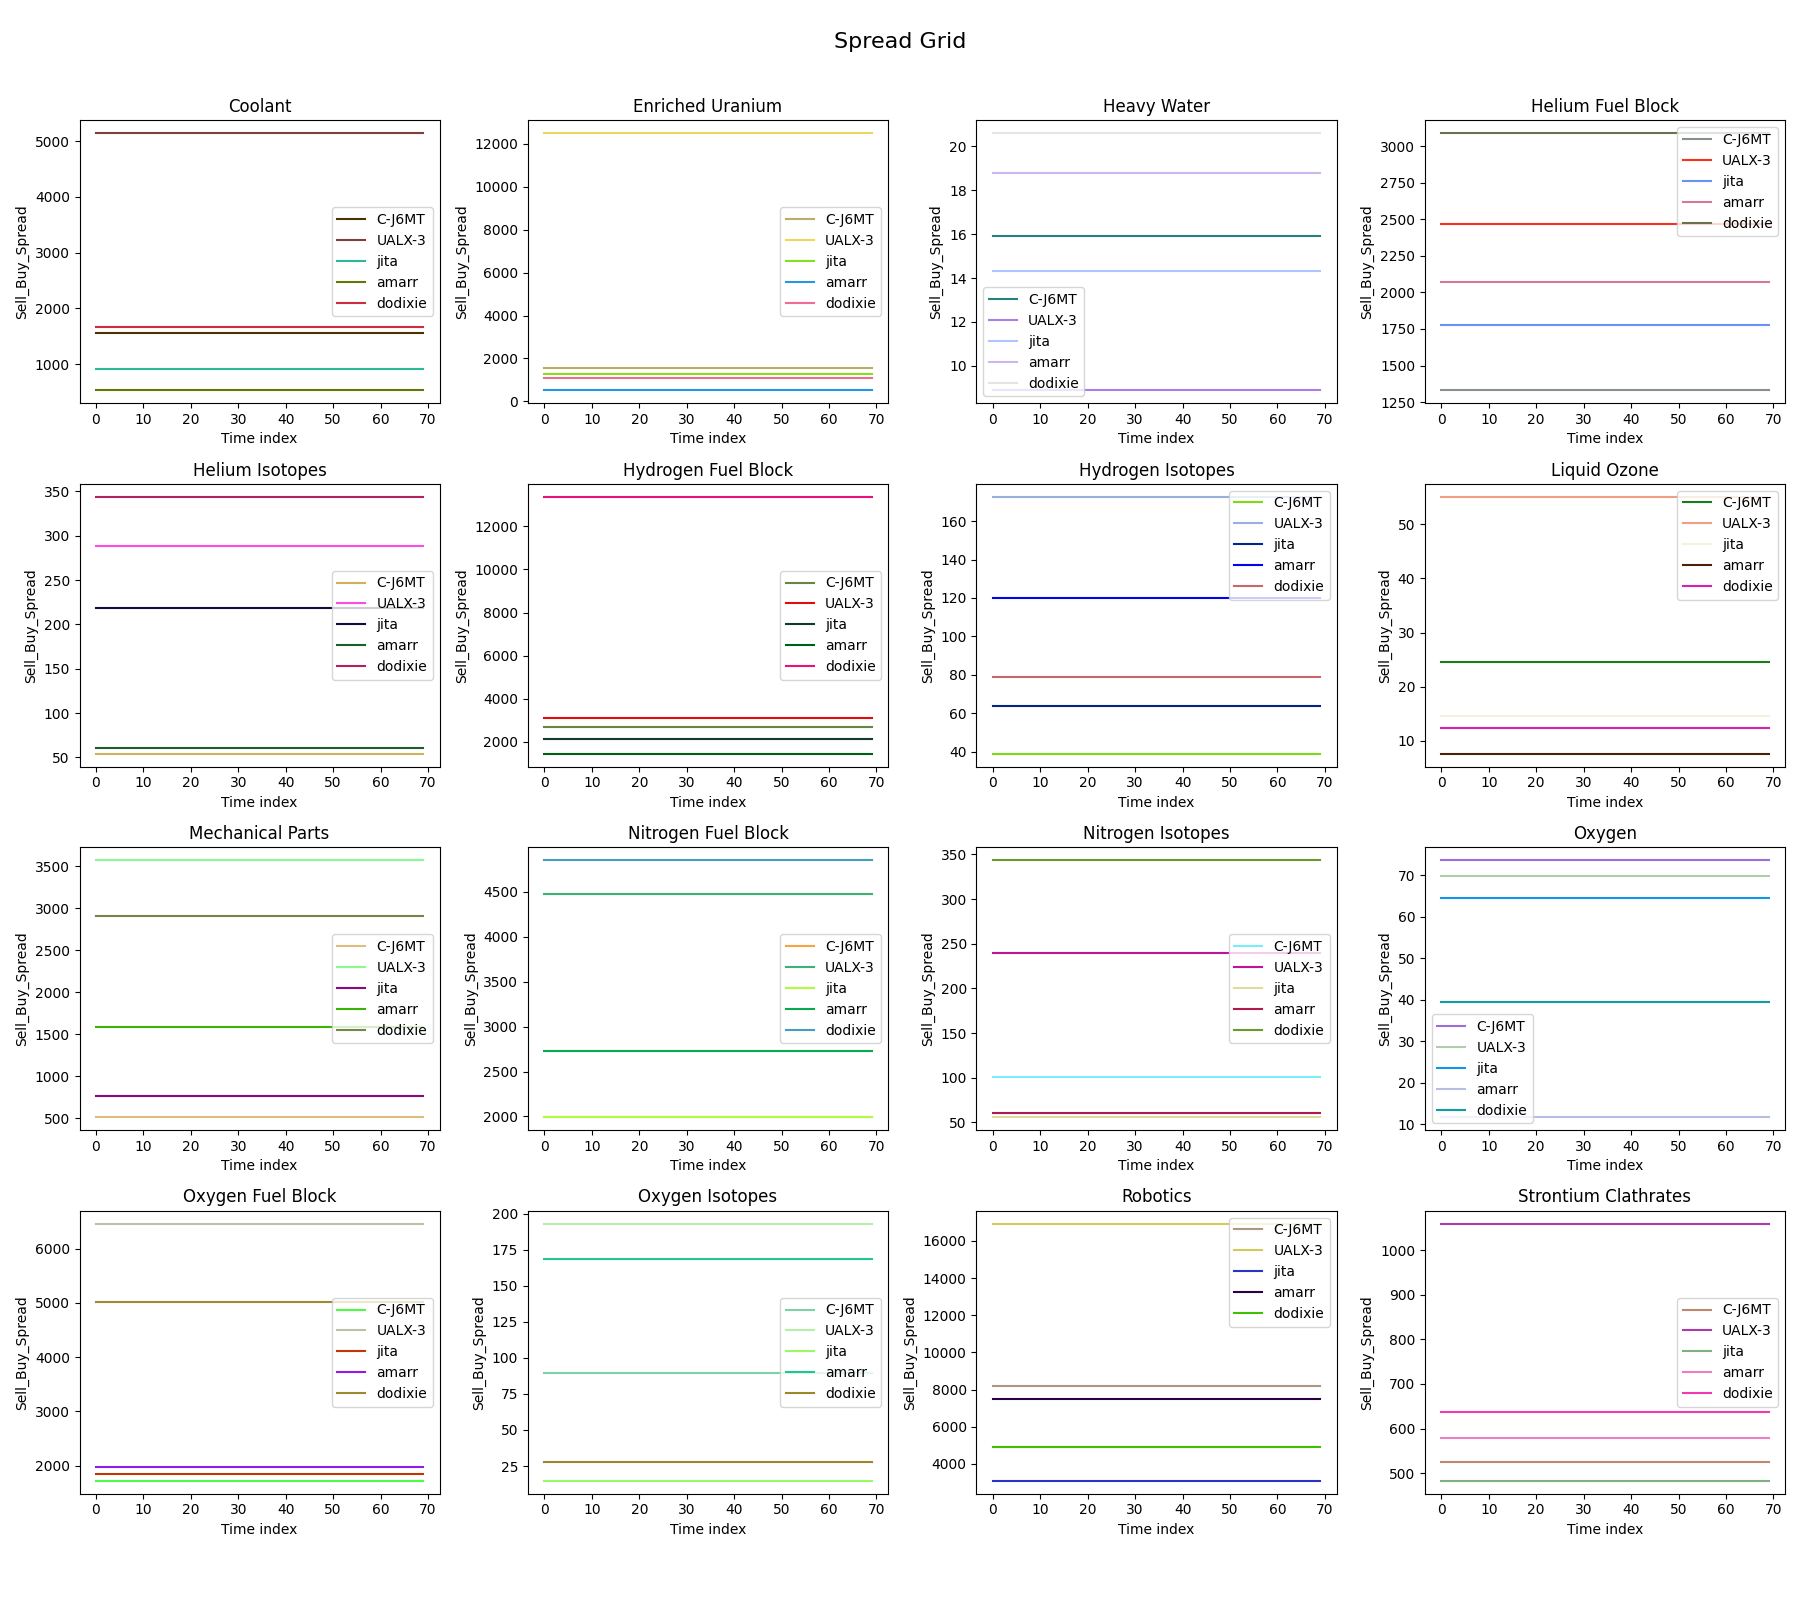 Spread Grid
Coolant
Sell_Buy_Spread
5000
4000
3000
2000
1000
C-J6MT
UALX-3
jita
amarr
dodixie
0 10 20 30 40 50 60 70
Time index
Enriched Uranium
Sell_Buy_Spread
12000
10000
8000
6000
4000
2000
0
C-J6MT
UALX-3
jita
amarr
dodixie
0 10 20 30 40 50 60 70
Time index
Heavy Water
Sell_Buy_Spread
20
18
16
14
12
10
C-J6MT
UALX-3
jita
amarr
dodixie
0 10 20 30 40 50 60 70
Time index
Helium Fuel Block
Sell_Buy_Spread
3000
2750
2500
2250
2000
1750
1500
1250
C-J6MT
UALX-3
jita
amarr
dodixie
0 10 20 30 40 50 60 70
Time index
Helium Isotopes
Sell_Buy_Spread
350
300
250
200
150
100
50
C-J6MT
UALX-3
jita
amarr
dodixie
0 10 20 30 40 50 60 70
Time index
Hydrogen Fuel Block
Sell_Buy_Spread
12000
10000
8000
6000
4000
2000
C-J6MT
UALX-3
jita
amarr
dodixie
0 10 20 30 40 50 60 70
Time index
Hydrogen Isotopes
Sell_Buy_Spread
160
140
120
100
80
60
40
C-J6MT
UALX-3
jita
amarr
dodixie
0 10 20 30 40 50 60 70
Time index
Liquid Ozone
Sell_Buy_Spread
50
40
30
20
10
C-J6MT
UALX-3
jita
amarr
dodixie
0 10 20 30 40 50 60 70
Time index
Mechanical Parts
Sell_Buy_Spread
3500
3000
2500
2000
1500
1000
500
C-J6MT
UALX-3
jita
amarr
dodixie
0 10 20 30 40 50 60 70
Time index
Nitrogen Fuel Block
Sell_Buy_Spread
4500
4000
3500
3000
2500
2000
C-J6MT
UALX-3
jita
amarr
dodixie
0 10 20 30 40 50 60 70
Time index
Nitrogen Isotopes
Sell_Buy_Spread
350
300
250
200
150
100
50
C-J6MT
UALX-3
jita
amarr
dodixie
0 10 20 30 40 50 60 70
Time index
Oxygen
Sell_Buy_Spread
70
60
50
40
30
20
10
C-J6MT
UALX-3
jita
amarr
dodixie
0 10 20 30 40 50 60 70
Time index
Oxygen Fuel Block
Sell_Buy_Spread
6000
5000
4000
3000
2000
C-J6MT
UALX-3
jita
amarr
dodixie
0 10 20 30 40 50 60 70
Time index
Oxygen Isotopes
Sell_Buy_Spread
200
175
150
125
100
75
50
25
C-J6MT
UALX-3
jita
amarr
dodixie
0 10 20 30 40 50 60 70
Time index
Robotics
Sell_Buy_Spread
16000
14000
12000
10000
8000
6000
4000
C-J6MT
UALX-3
jita
amarr
dodixie
0 10 20 30 40 50 60 70
Time index
Strontium Clathrates
Sell_Buy_Spread
1000
900
800
700
600
500
C-J6MT
UALX-3
jita
amarr
dodixie
0 10 20 30 40 50 60 70
Time index